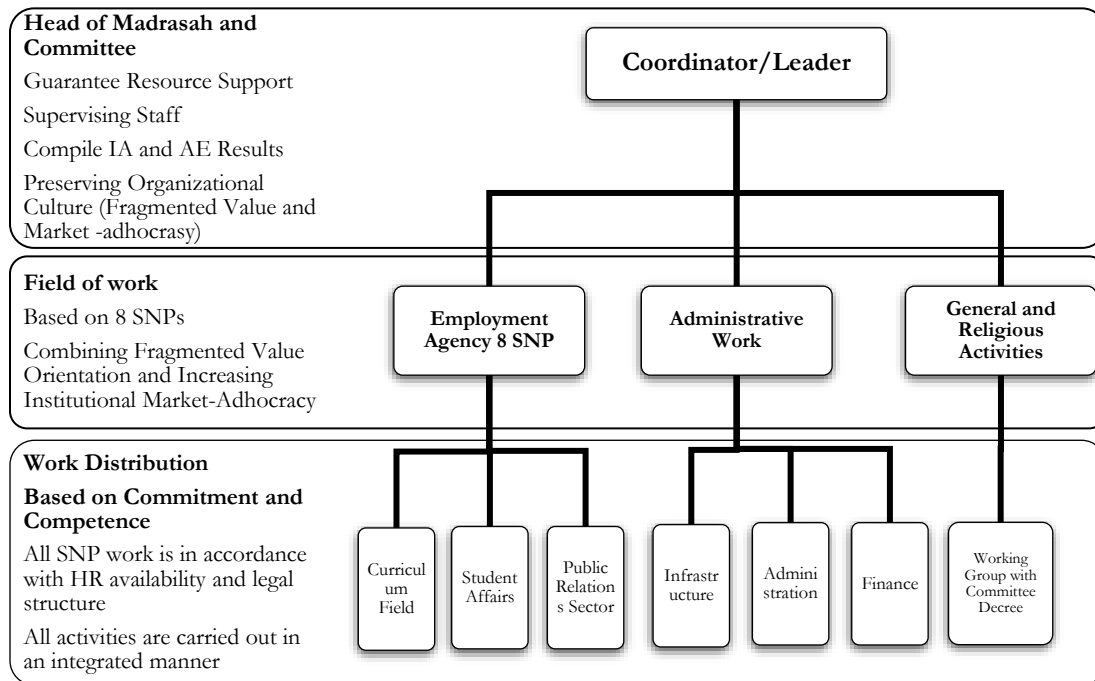 Head of Madrasah and
Committee
Guarantee Resource Support
Supervising Staff
Compile IA and AE Results
Preserving Organizational
Culture (Fragmented Value and
Market -adhocrasy)
Coordinator/Leader
Field of work
Based on 8 SNPs
Combining Fragmented Value
Orientation and Increasing
Institutional Market-Adhocracy
Employment
Agency 8 SNP
Administrative
Work
General and
Religious
Activities
Work Distribution
Based on Commitment and
Competence
All SNP work is in accordance
with HR availability and legal
structure
All activities are carried out in
an integrated manner
Curricul
um
Field
Student
Affairs
Public
Relation
s Sector
Infrastr
ucture
Admini
stration
Finance
Working
Group with
Committee
Decree